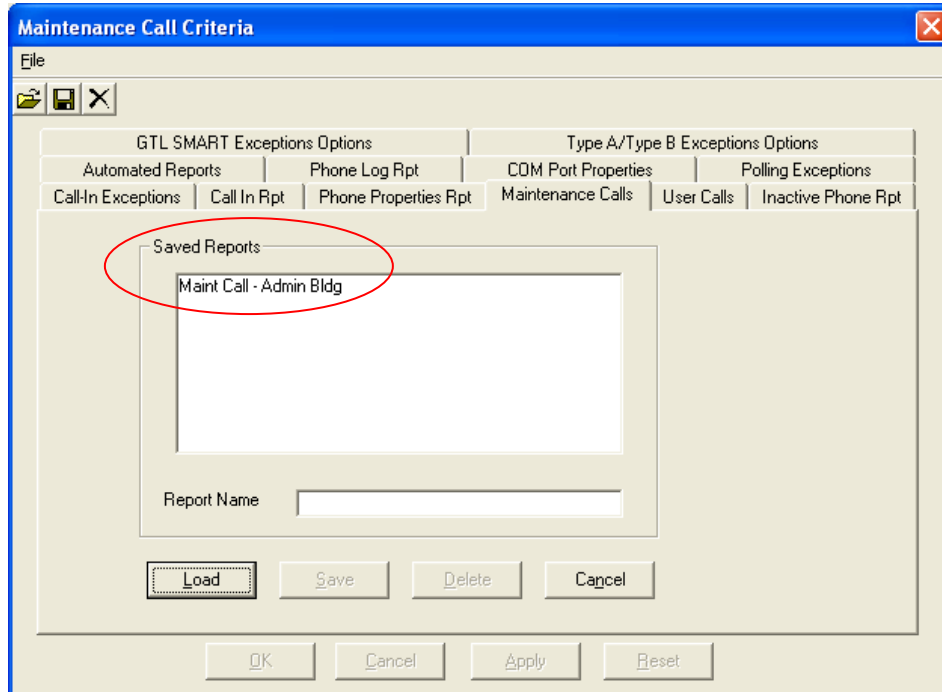 Maintenance Call Criteria
File
GTL SMART Exceptions Options Type A/Type B Exceptions Options
Automated Reports Phone Log Rpt COM Port Properties Polling Exceptions
Call-In Exceptions Call In Rpt Phone Properties Rpt Maintenance Calls User Calls Inactive Phone Rpt
Saved Reports
Maint Call - Admin Bldg
Report Name
Load Save Delete Cancel
OK Cancel Apply Reset